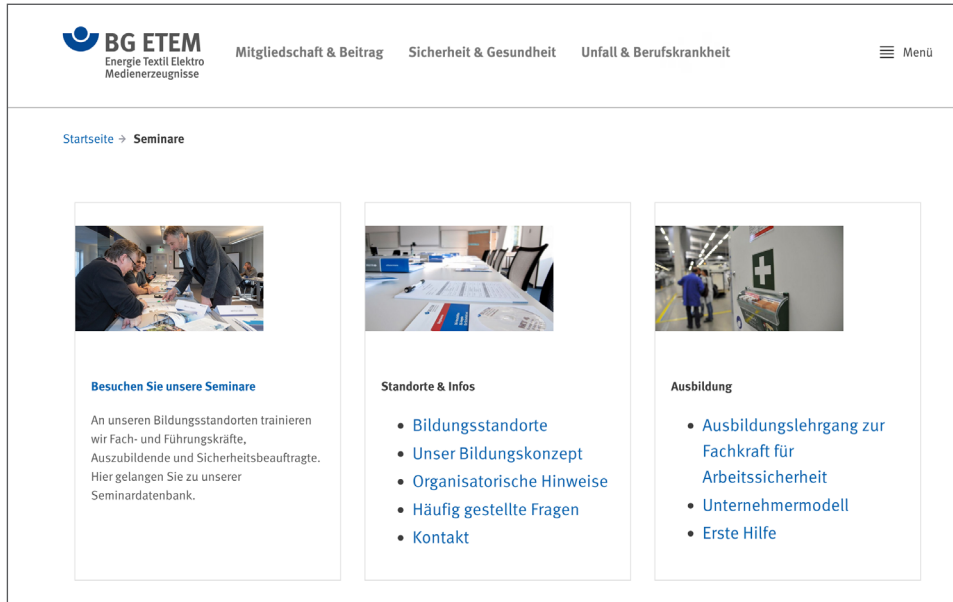 BG ETEM
Energie Textil Elektro
Medienerzeugnisse
Mitgliedschaft & Beitrag
Sicherheit & Gesundheit
Unfall & Berufskrankheit
Menü
Startseite → Seminare
Besuchen Sie unsere Seminare
An unseren Bildungsstandorten trainieren
wir Fach- und Führungskräfte,
Auszubildende und Sicherheitsbeauftragte.
Hier gelangen Sie zu unserer
Seminardatenbank.
Standorte & Infos
• Bildungsstandorte
• Unser Bildungskonzept
• Organisatorische Hinweise
• Häufig gestellte Fragen
• Kontakt
Ausbildung
• Ausbildungslehrgang zur
Fachkraft für
Arbeitssicherheit
• Unternehmermodell
• Erste Hilfe